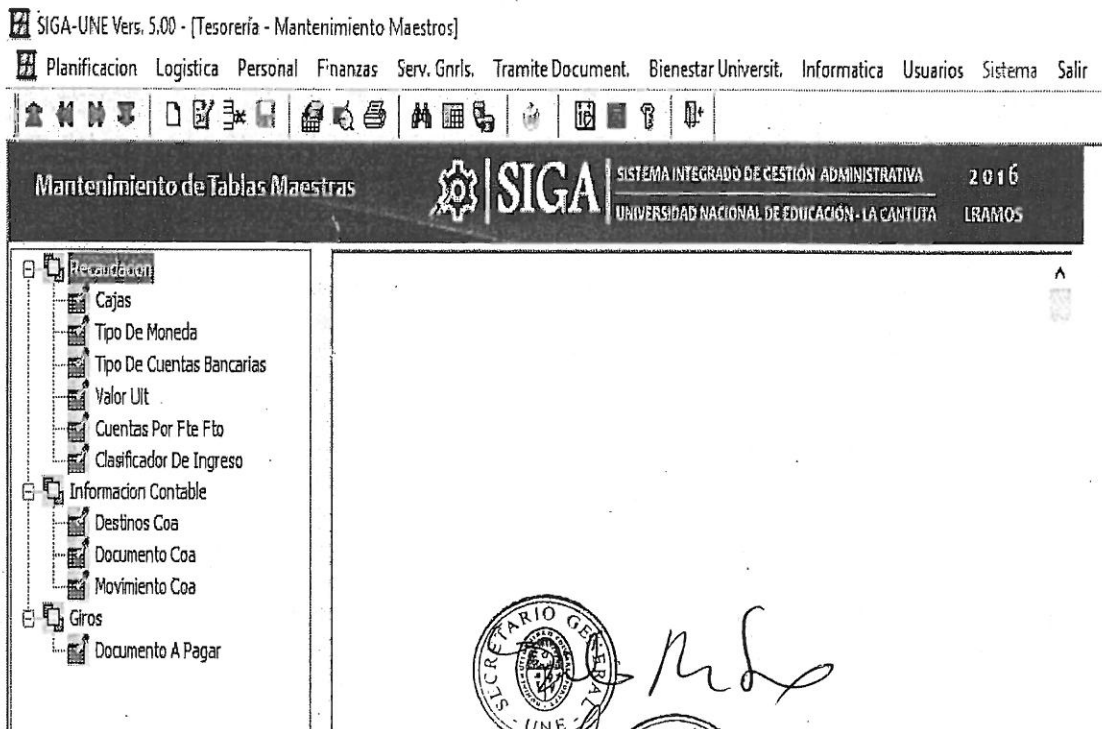 SIGA-UNE Vers. 5.00 - [Tesorería - Mantenimiento Maestros]
Planificacion Logistica Personal Finanzas Serv. Gnrls. Tramite Document. Bienestar Universit. Informatica Usuarios Sistema Salir
Mantenimiento de Tablas Maestras
SIGA
SISTEMA INTEGRADO DE GESTIÓN ADMINISTRATIVA
2016
UNIVERSIDAD NACIONAL DE EDUCACIÓN - LA CANTUTA
LRAMOS
Recaudacion
Cajas
Tipo De Moneda
Tipo De Cuentas Bancarias
Valor UIt
Cuentas Por Fte Fto
Clasificador De Ingreso
Informacion Contable
Destinos Coa
Documento Coa
Movimiento Coa
Giros
Documento A Pagar
SECRETARIO GENERAL
UNE